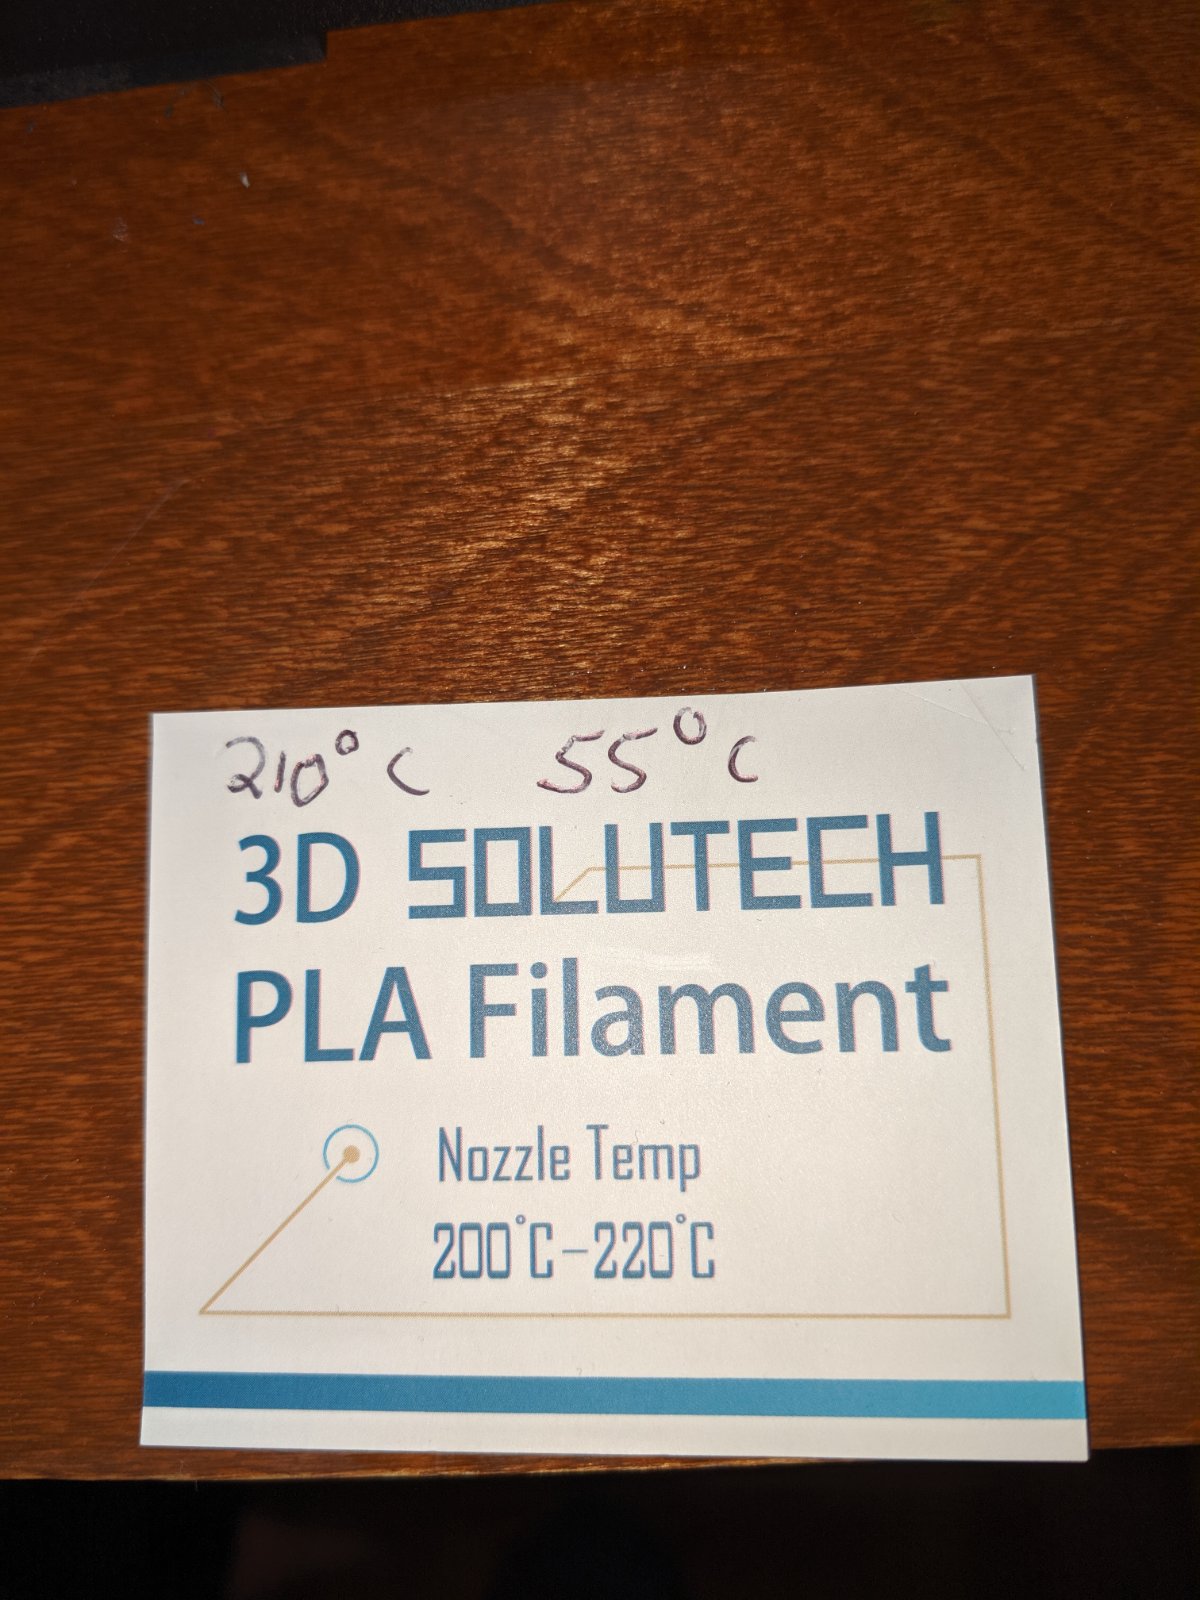 210° C 55° C
3D SOLUTECH
PLA Filament
Nozzle Temp
200°C-220°C